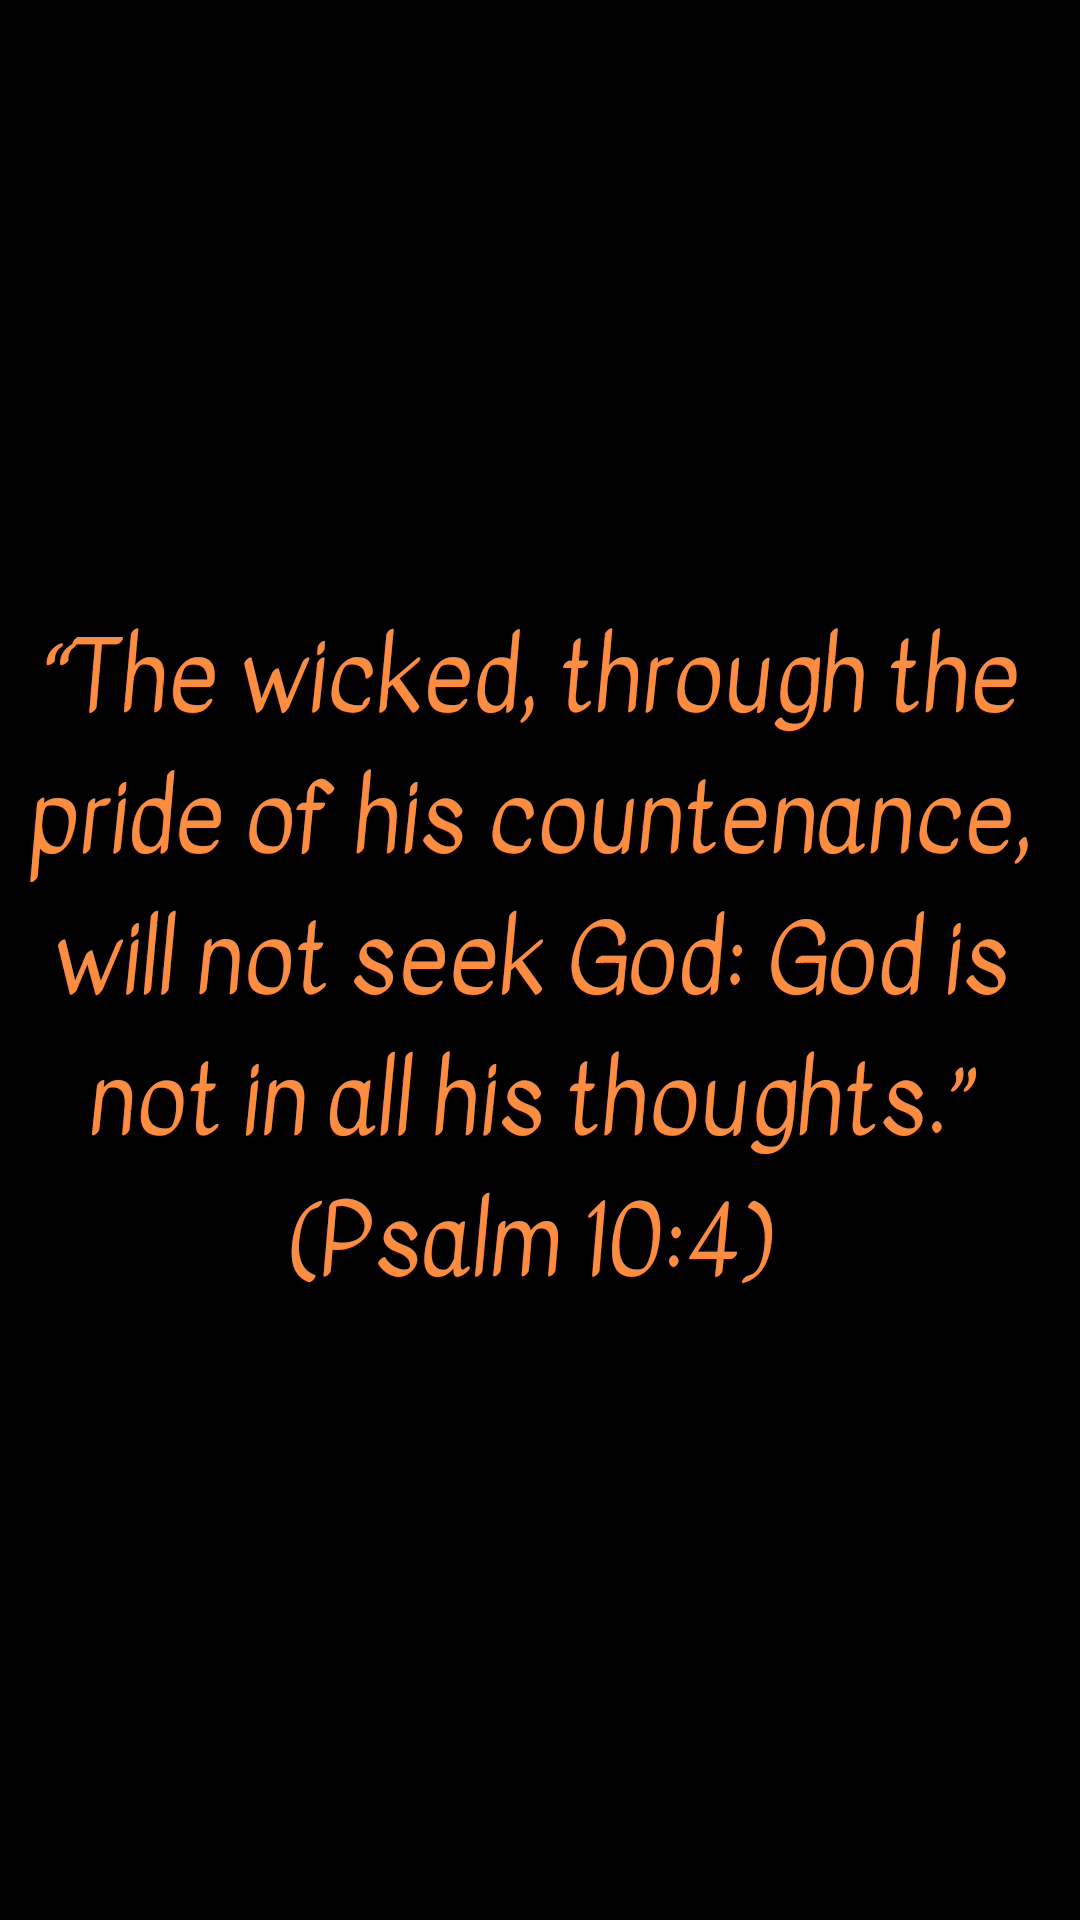 “The wicked, through the
pride of his countenance,
will not seek God: God is
not in all his thoughts.”
(Psalm 10:4)